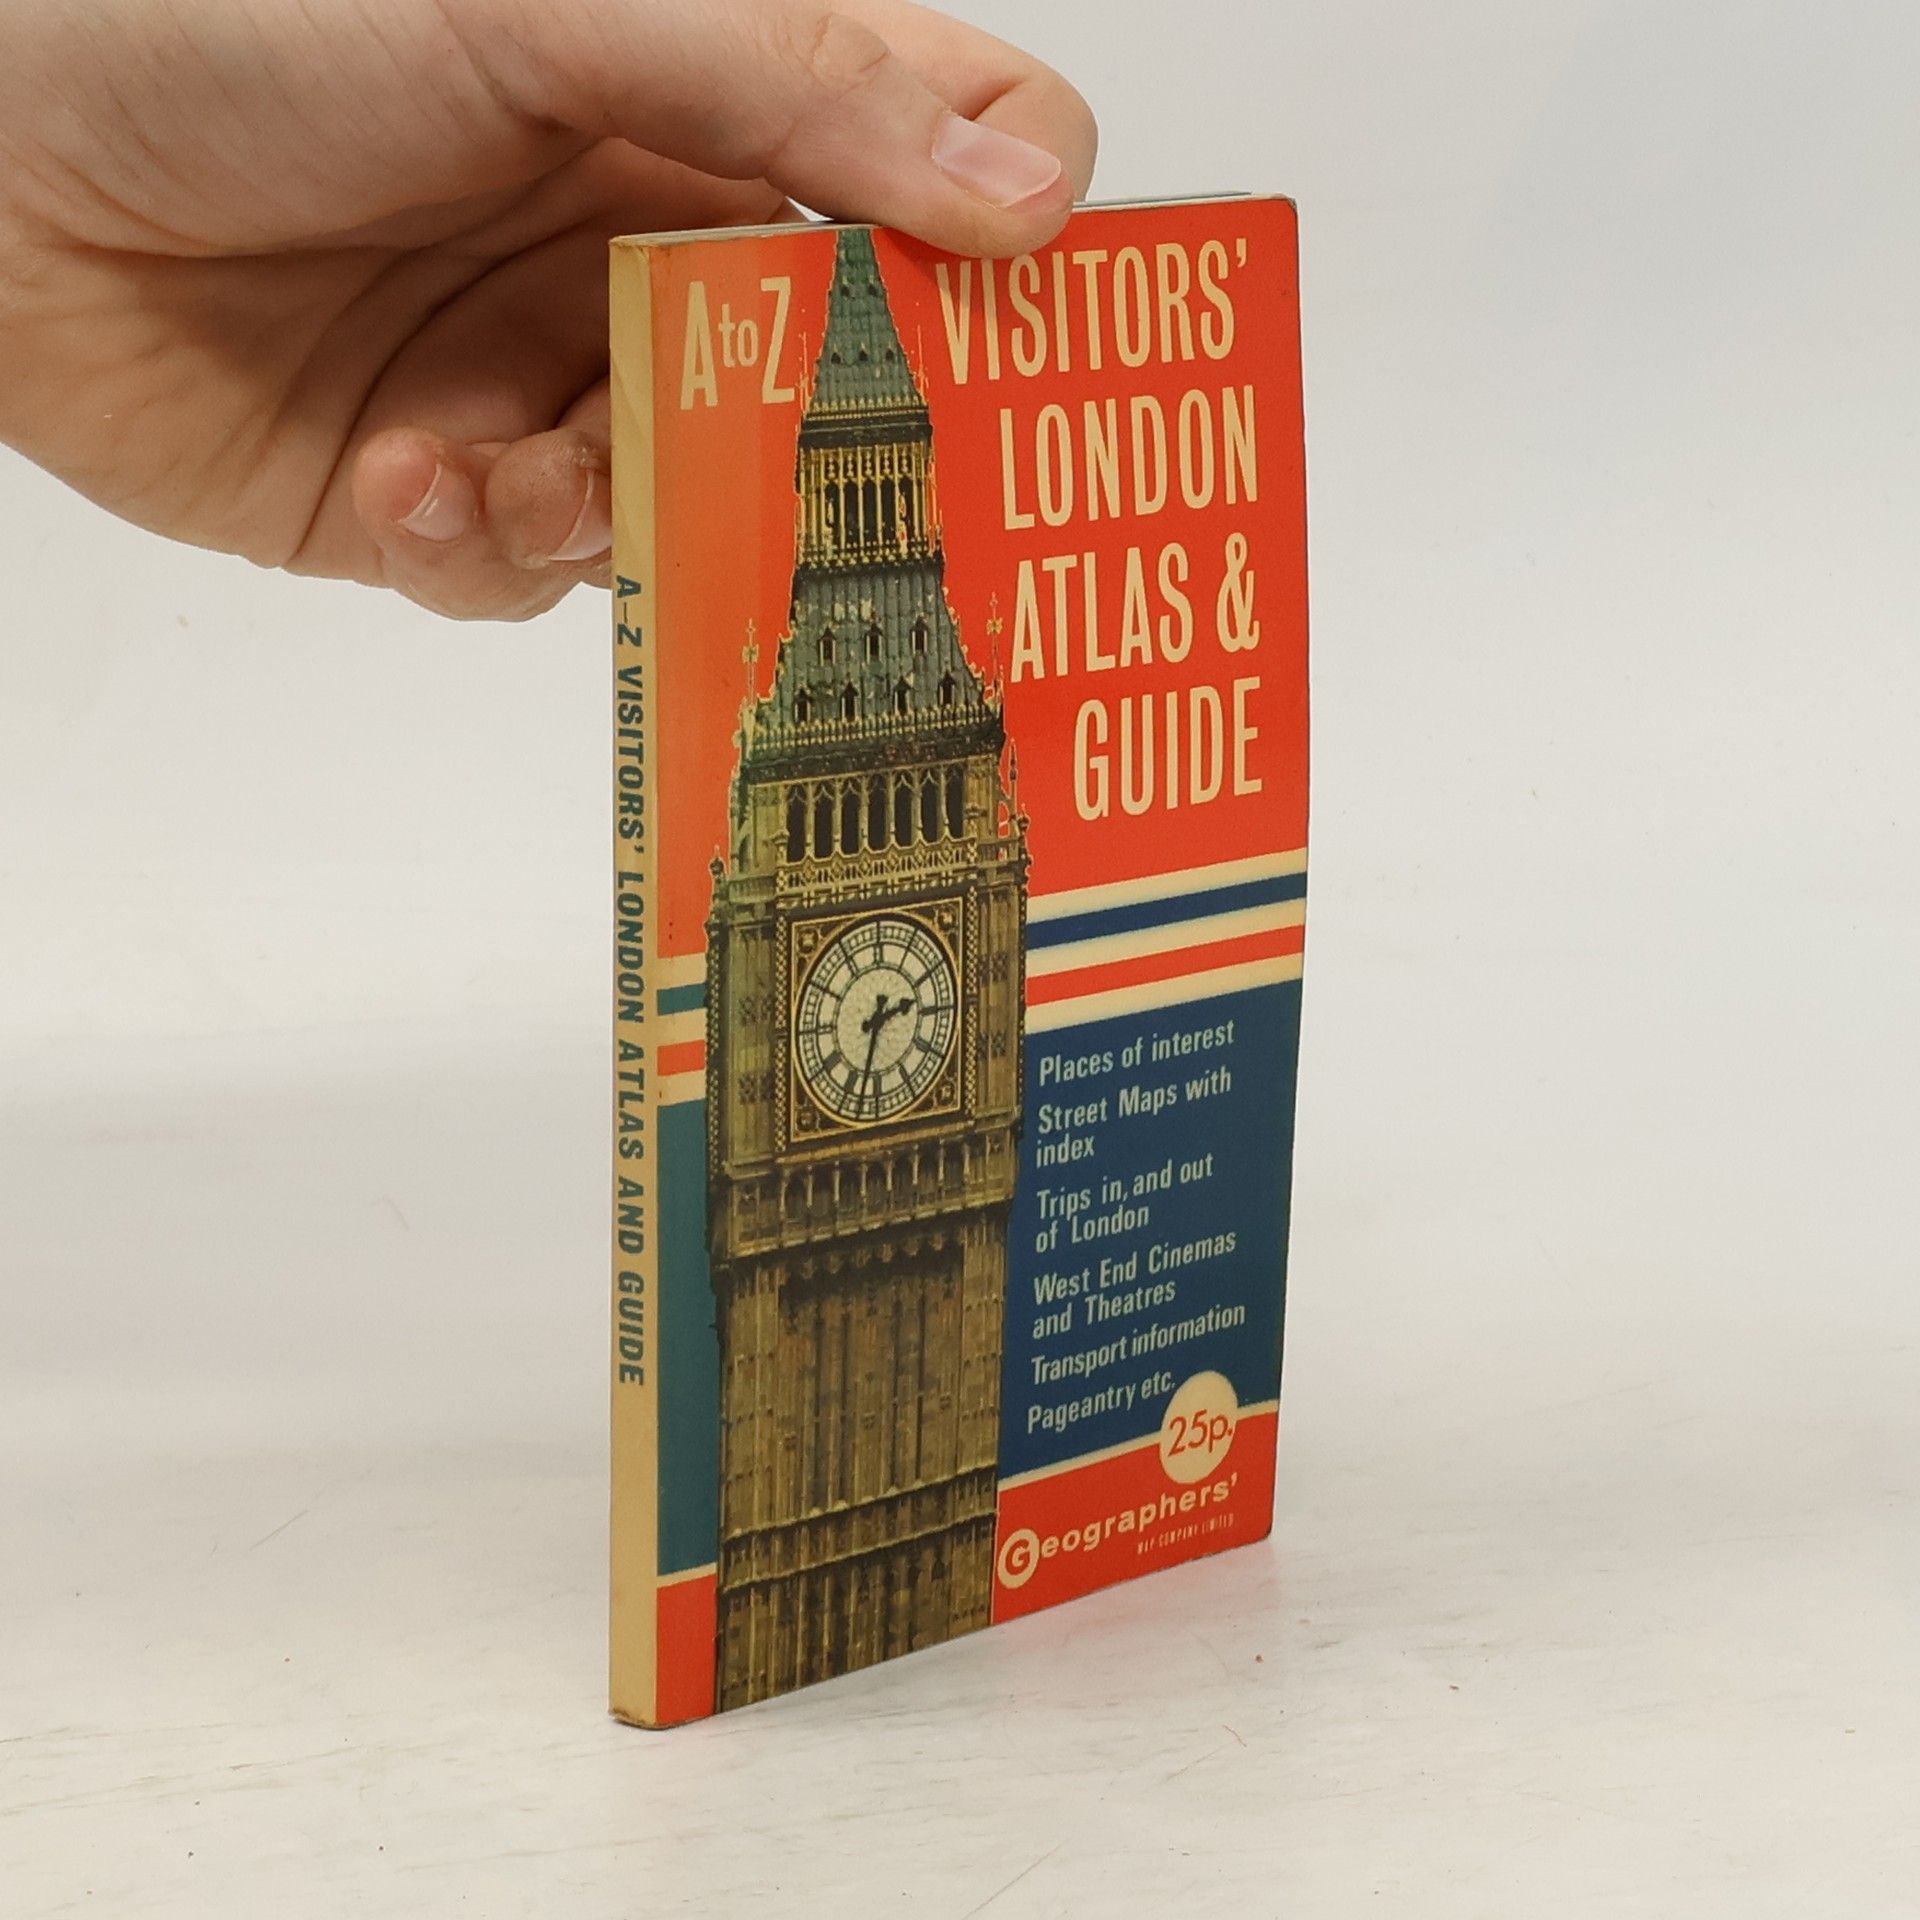 A-Z VISITORS' LONDON ATLAS AND GUIDE
A to Z
VISITORS'
LONDON
ATLAS &
GUIDE
Places of interest
Street Maps with
index
Trips in, and out
of London
West End Cinemas
and Theatres
Transport information
Pageantry etc.
25p.
Geographers'
MAP COMPANY LIMITED